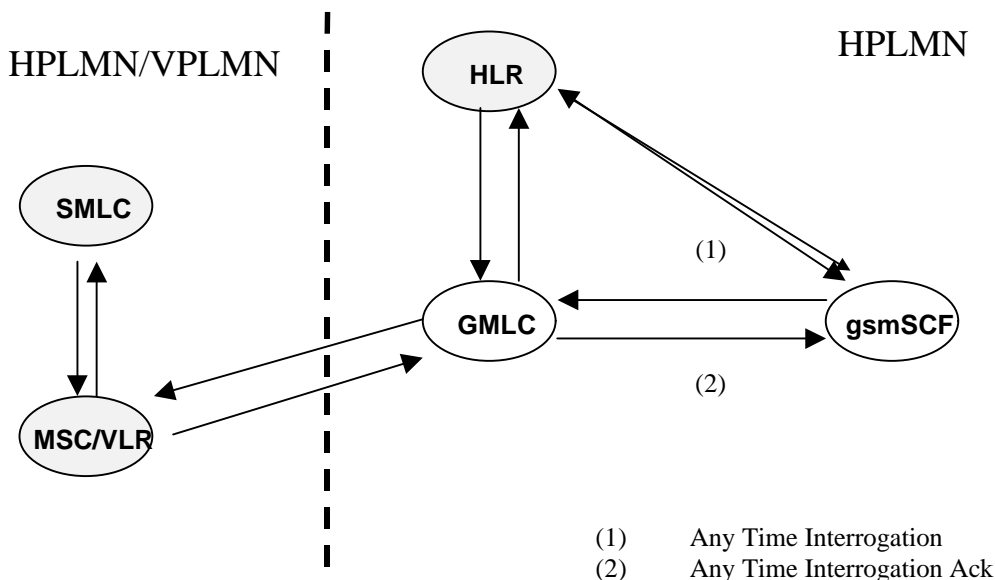 HPLMN/VPLMN
HPLMN
HLR
SMLC
(1)
GMLC
gsmSCF
(2)
MSC/VLR
(1) Any Time Interrogation
(2) Any Time Interrogation Ack